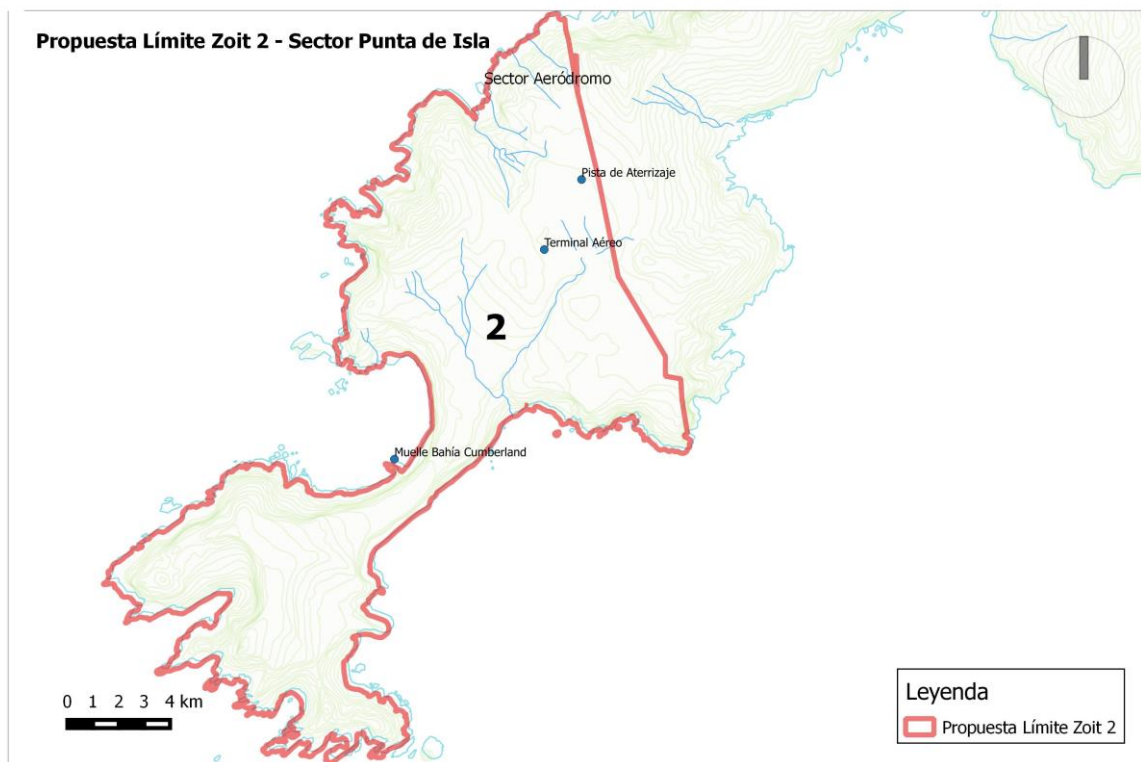 Propuesta Límite Zoit 2 - Sector Punta de Isla
Sector Aeródromo
Pista de Aterrizaje
Terminal Aéreo
2
Muelle Bahía Cumberland
0 1 2 3 4 km
Leyenda
Propuesta Límite Zoit 2